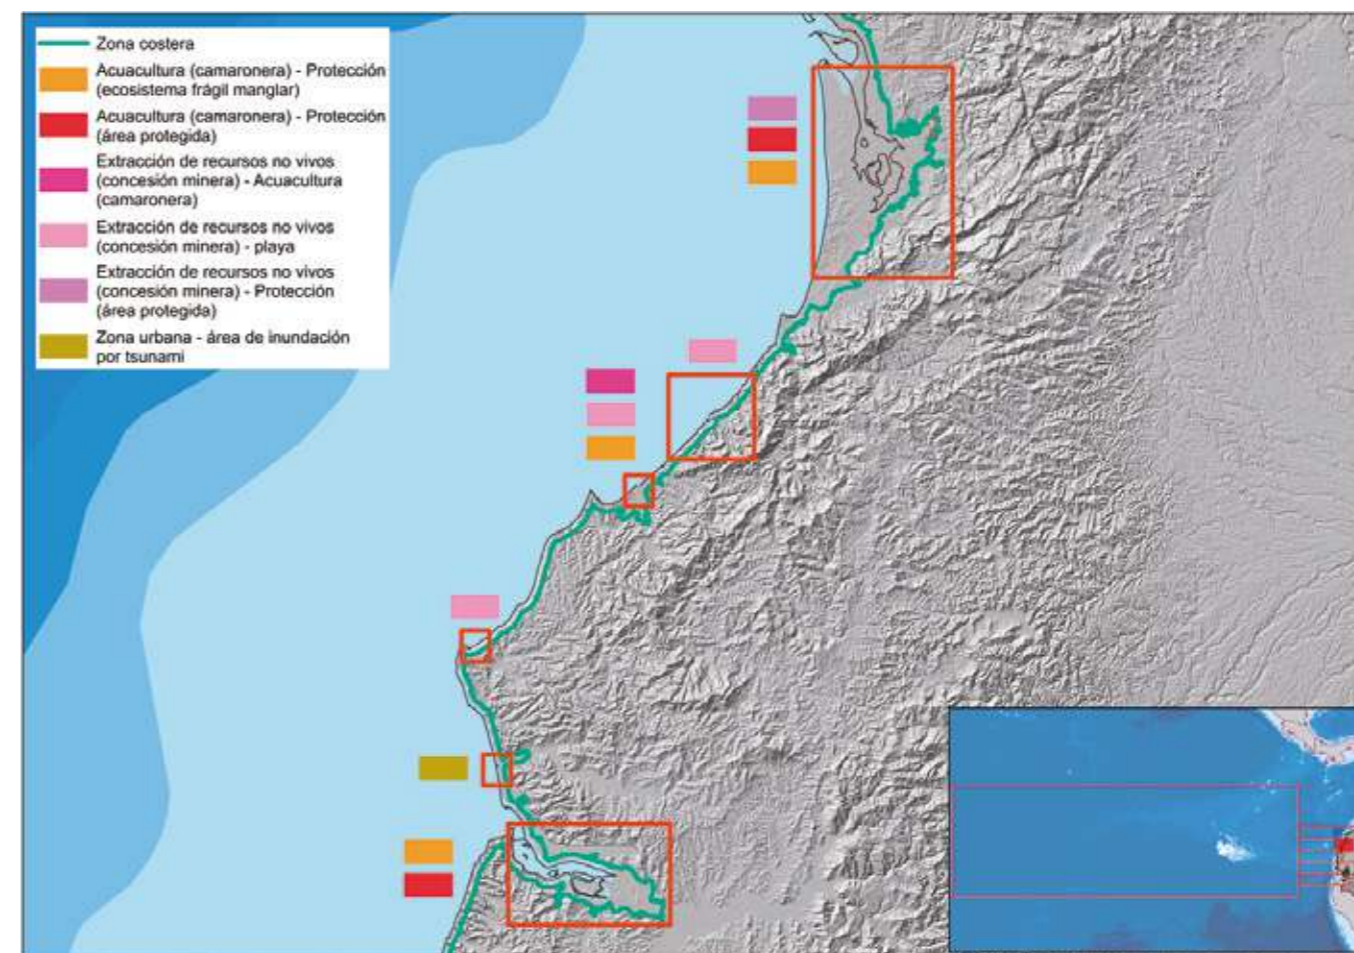 Zona costera
Acuacultura (camaronera) - Protección
(ecosistema frágil manglar)
Acuacultura (camaronera) - Protección
(área protegida)
Extracción de recursos no vivos
(concesión minera) - Acuacultura
(camaronera)
Extracción de recursos no vivos
(concesión minera) - playa
Extracción de recursos no vivos
(concesión minera) - Protección
(área protegida)
Zona urbana - área de inundación
por tsunami